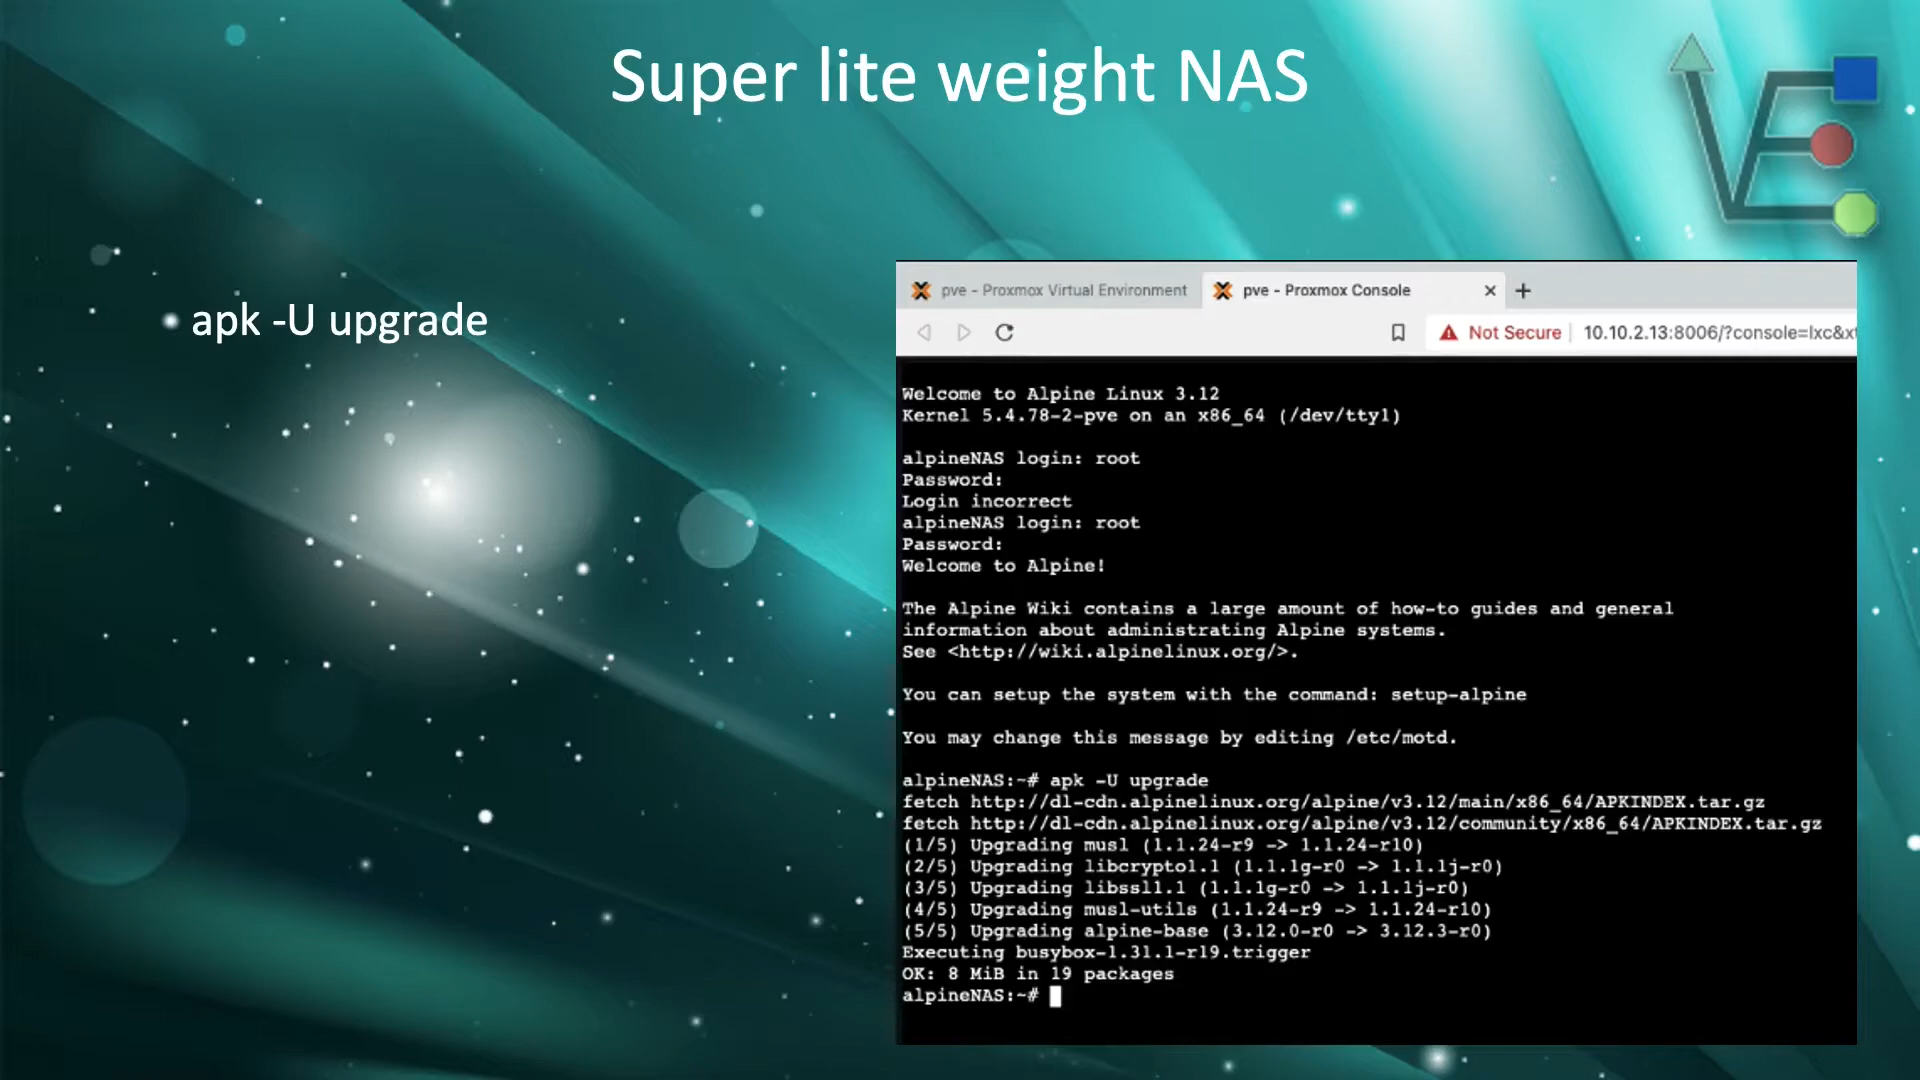 Super lite weight NAS
apk -U upgrade
pve - Proxmox Virtual Environment
pve - Proxmox Console
Not Secure
10.10.2.13:8006/?console=lxc&xt
Welcome to Alpine Linux 3.12
Kernel 5.4.78-2-pve on an x86_64 (/dev/tty1)
alpineNAS login: root
Password:
Login incorrect
alpineNAS login: root
Password:
Welcome to Alpine!
The Alpine Wiki contains a large amount of how-to guides and general
information about administrating Alpine systems.
See <http://wiki.alpinelinux.org/>.
You can setup the system with the command: setup-alpine
You may change this message by editing /etc/motd.
alpineNAS:~# apk -U upgrade
fetch http://dl-cdn.alpinelinux.org/alpine/v3.12/main/x86_64/APKINDEX.tar.gz
fetch http://dl-cdn.alpinelinux.org/alpine/v3.12/community/x86_64/APKINDEX.tar.gz
(1/5) Upgrading musl (1.1.24-r9 -> 1.1.24-r10)
(2/5) Upgrading libcrypto1.1 (1.1.1g-r0 -> 1.1.1j-r0)
(3/5) Upgrading libssl1.1 (1.1.1g-r0 -> 1.1.1j-r0)
(4/5) Upgrading musl-utils (1.1.24-r9 -> 1.1.24-r10)
(5/5) Upgrading alpine-base (3.12.0-r0 -> 3.12.3-r0)
Executing busybox-1.31.1-r19.trigger
OK: 8 MiB in 19 packages
alpineNAS:~#